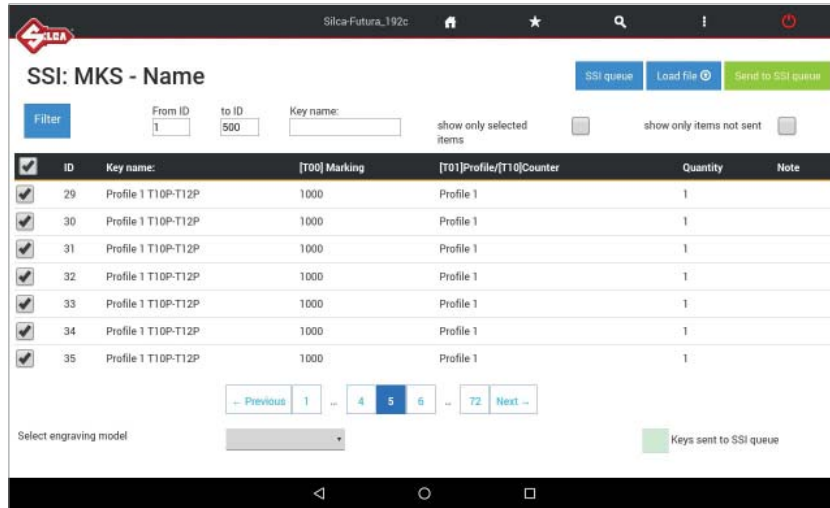 SILCA
Silca-Futura_192c
SSI: MKS - Name
SSI queue
Load file
Send to SSI queue
Filter
From ID
1
to ID
500
Key name:
show only selected items
show only items not sent
ID Key name: [T00] Marking [T01]Profile/[T10]Counter Quantity Note
29 Profile 1 T10P-T12P 1000 Profile 1 1
30 Profile 1 T10P-T12P 1000 Profile 1 1
31 Profile 1 T10P-T12P 1000 Profile 1 1
32 Profile 1 T10P-T12P 1000 Profile 1 1
33 Profile 1 T10P-T12P 1000 Profile 1 1
34 Profile 1 T10P-T12P 1000 Profile 1 1
35 Profile 1 T10P-T12P 1000 Profile 1 1
← Previous 1 ... 4 5 6 ... 72 Next →
Select engraving model
Keys sent to SSI queue